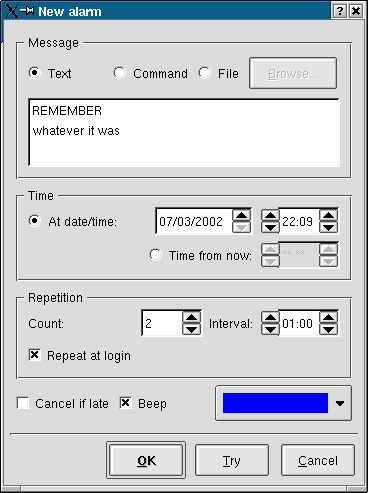 New alarm
Message
Text Command File Browse...
REMEMBER
whatever it was
Time
At date/time: 07/03/2002 22:09
Time from now: **:**
Repetition
Count: 2 Interval: 01:00
Repeat at login
Cancel if late Beep
OK Try Cancel